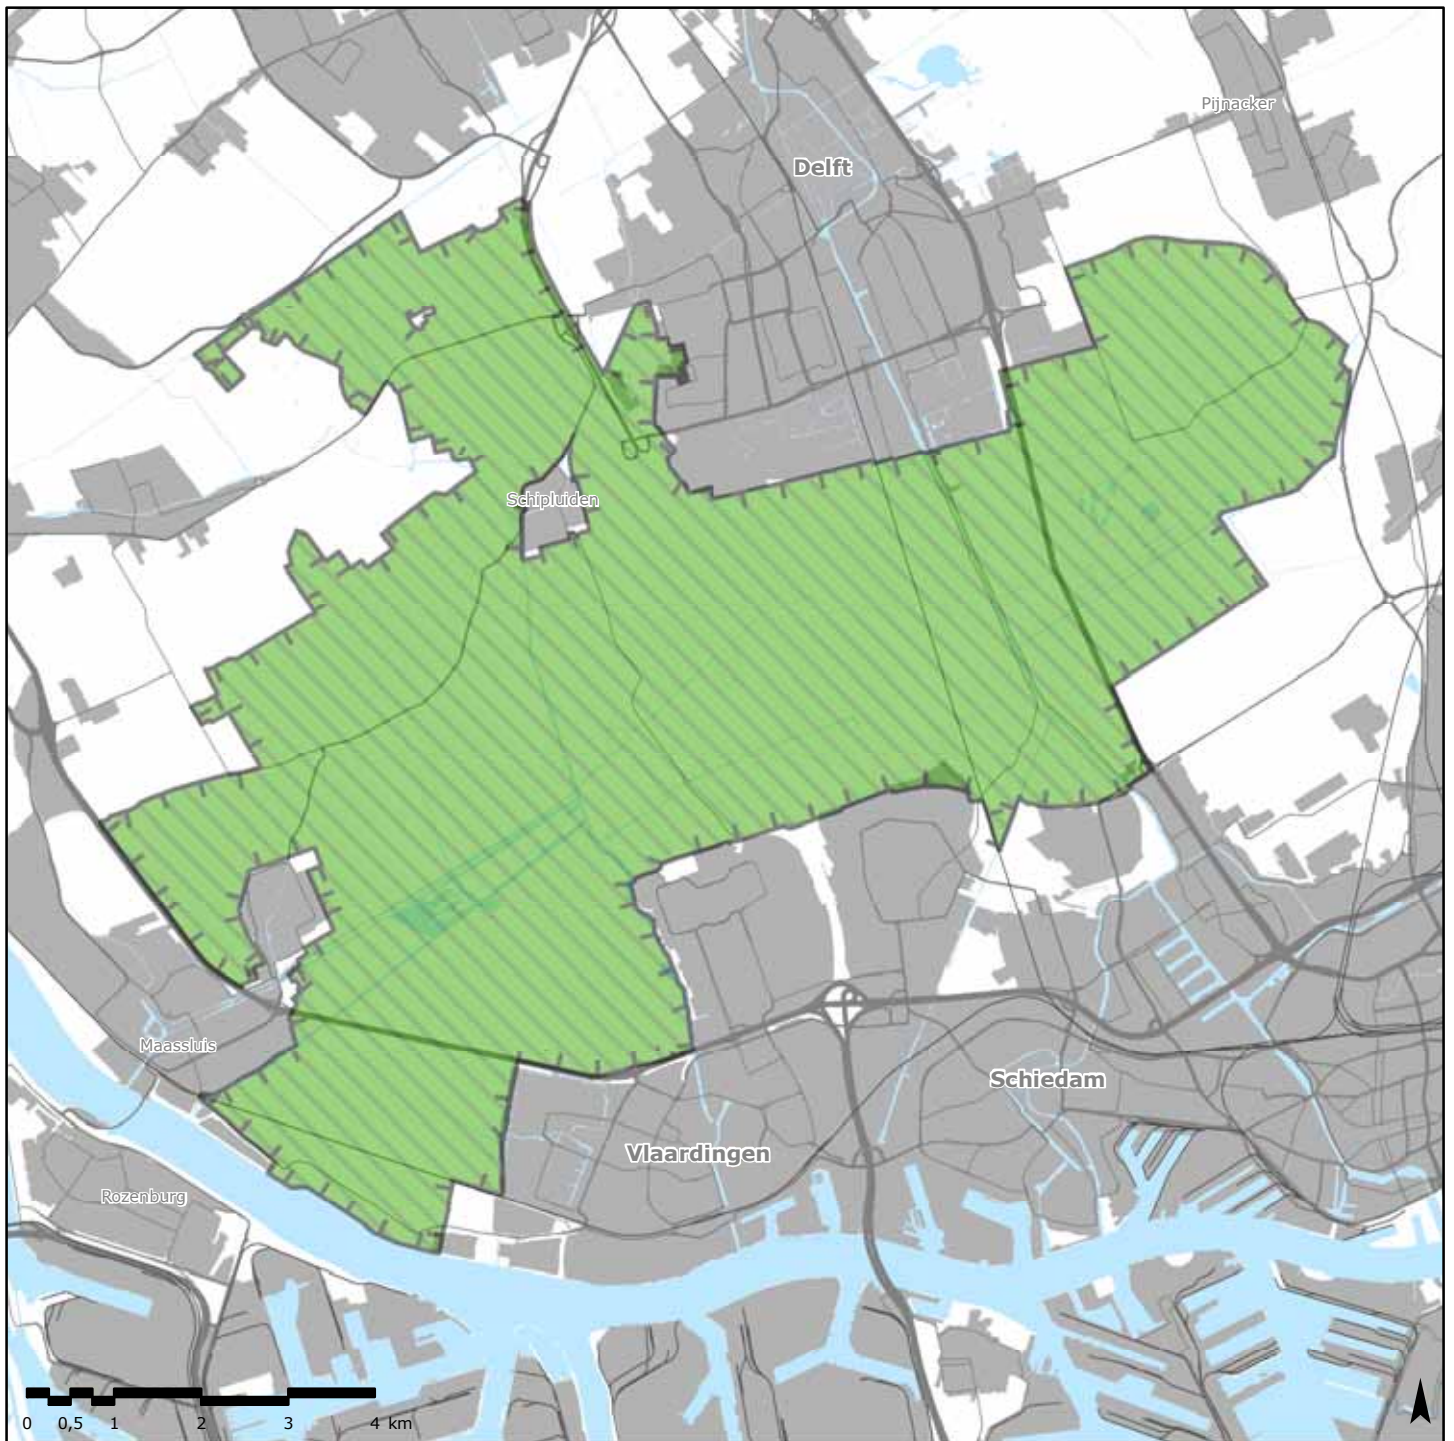 Pijnacker
Delft
Schipluiden
Maassluis
Schiedam
Vlaardingen
Rozenburg
0 0,5 1 2 3 4 km